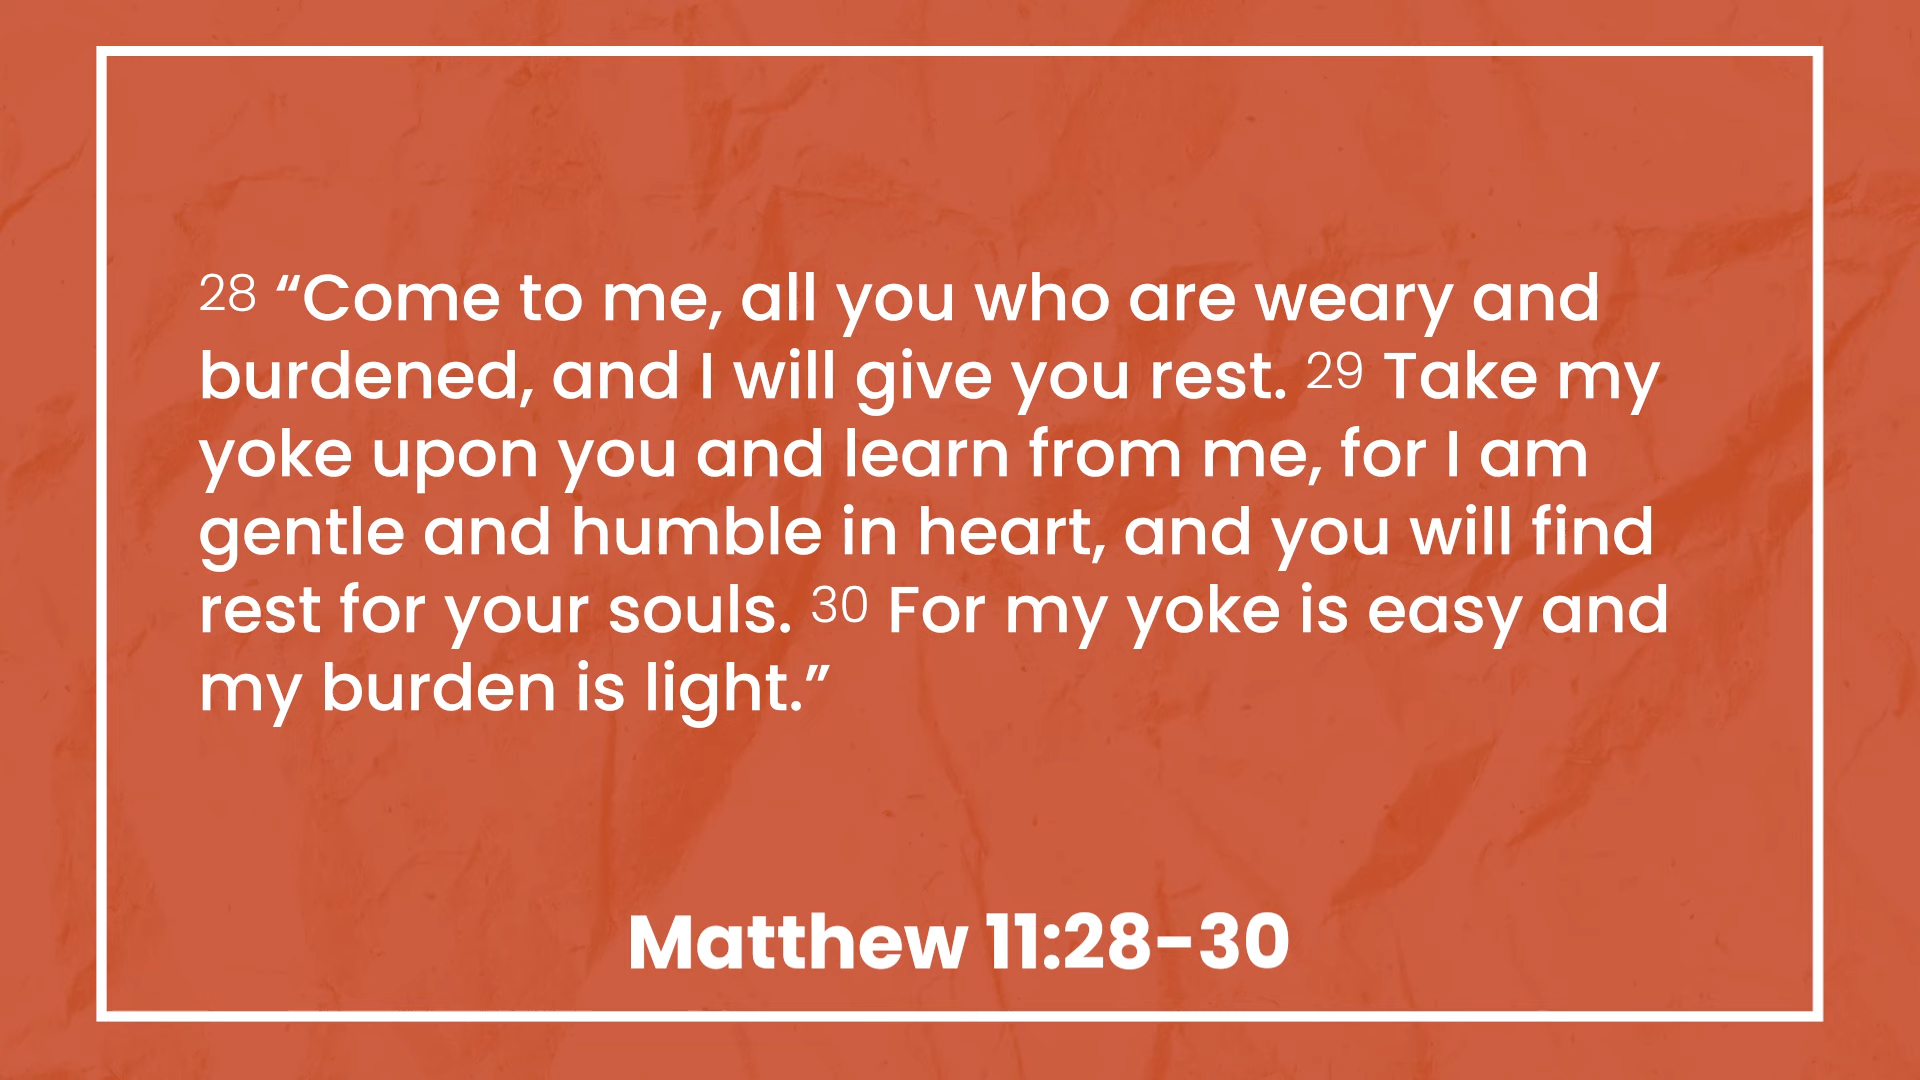 28 “Come to me, all you who are weary and
burdened, and I will give you rest. 29 Take my
yoke upon you and learn from me, for I am
gentle and humble in heart, and you will find
rest for your souls. 30 For my yoke is easy and
my burden is light.”
Matthew 11:28-30